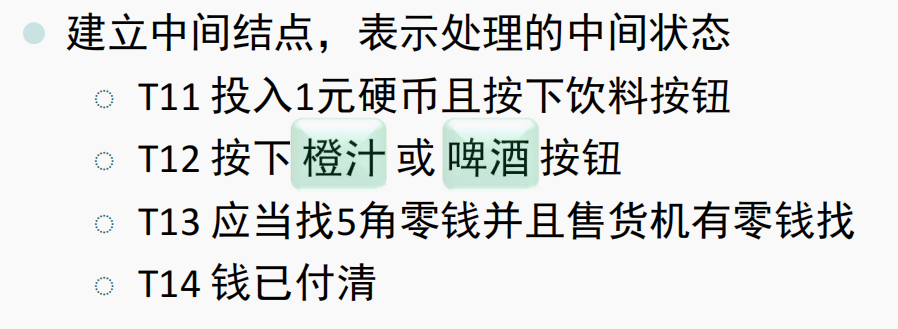 建立中间结点，表示处理的中间状态
T11 投入1元硬币且按下饮料按钮
T12 按下 橙汁 或 啤酒 按钮
T13 应当找5角零钱并且售货机有零钱找
T14 钱已付清